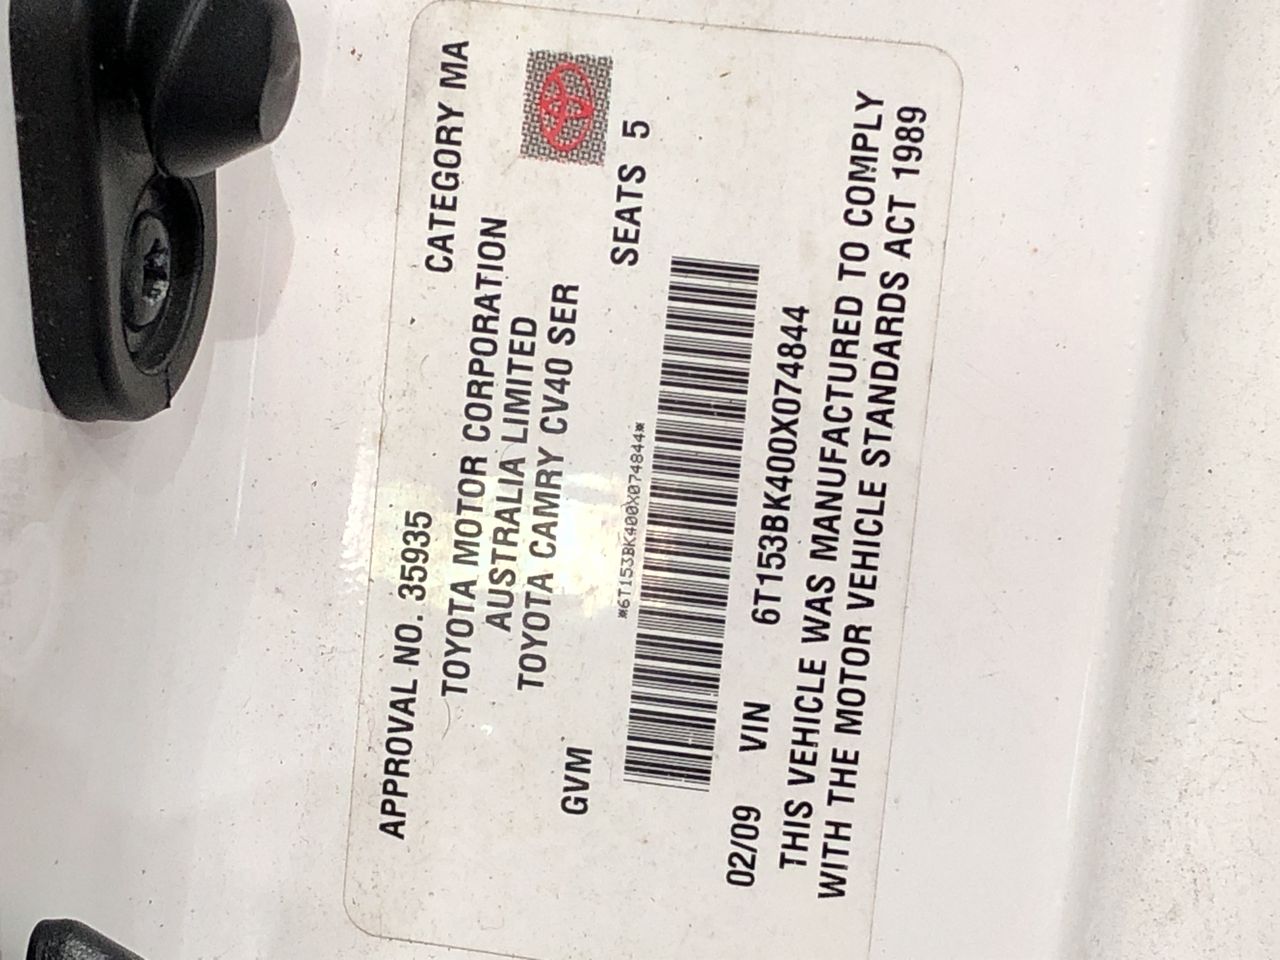 APPROVAL NO. 35935 CATEGORY MA
TOYOTA MOTOR CORPORATION
AUSTRALIA LIMITED
TOYOTA CAMRY CV40 SER
GVM SEATS 5
*6T153BK400X074844*
02/09 VIN 6T153BK400X074844
THIS VEHICLE WAS MANUFACTURED TO COMPLY
WITH THE MOTOR VEHICLE STANDARDS ACT 1989